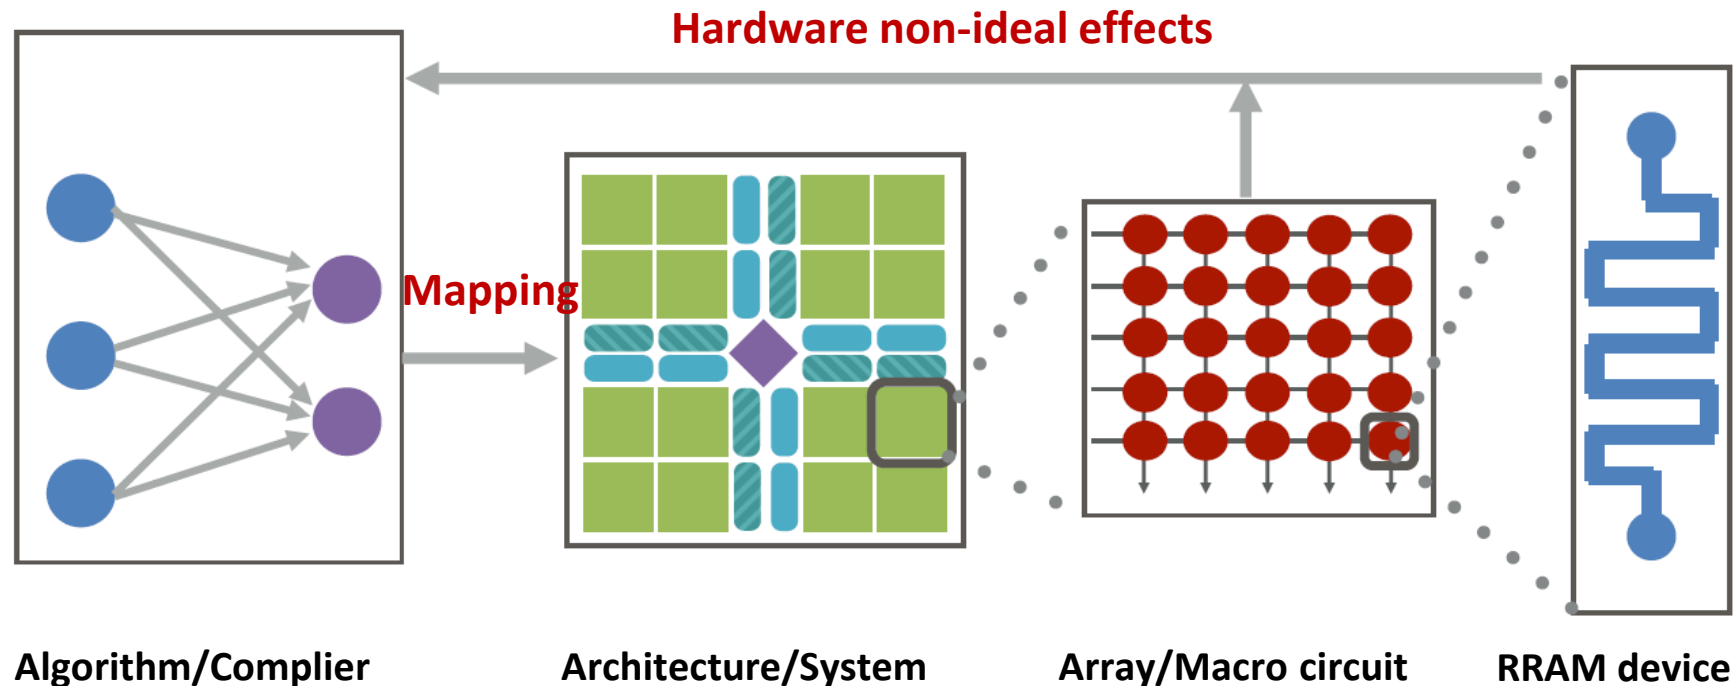 Hardware non-ideal effects
Mapping
Algorithm/Complier
Architecture/System
Array/Macro circuit
RRAM device